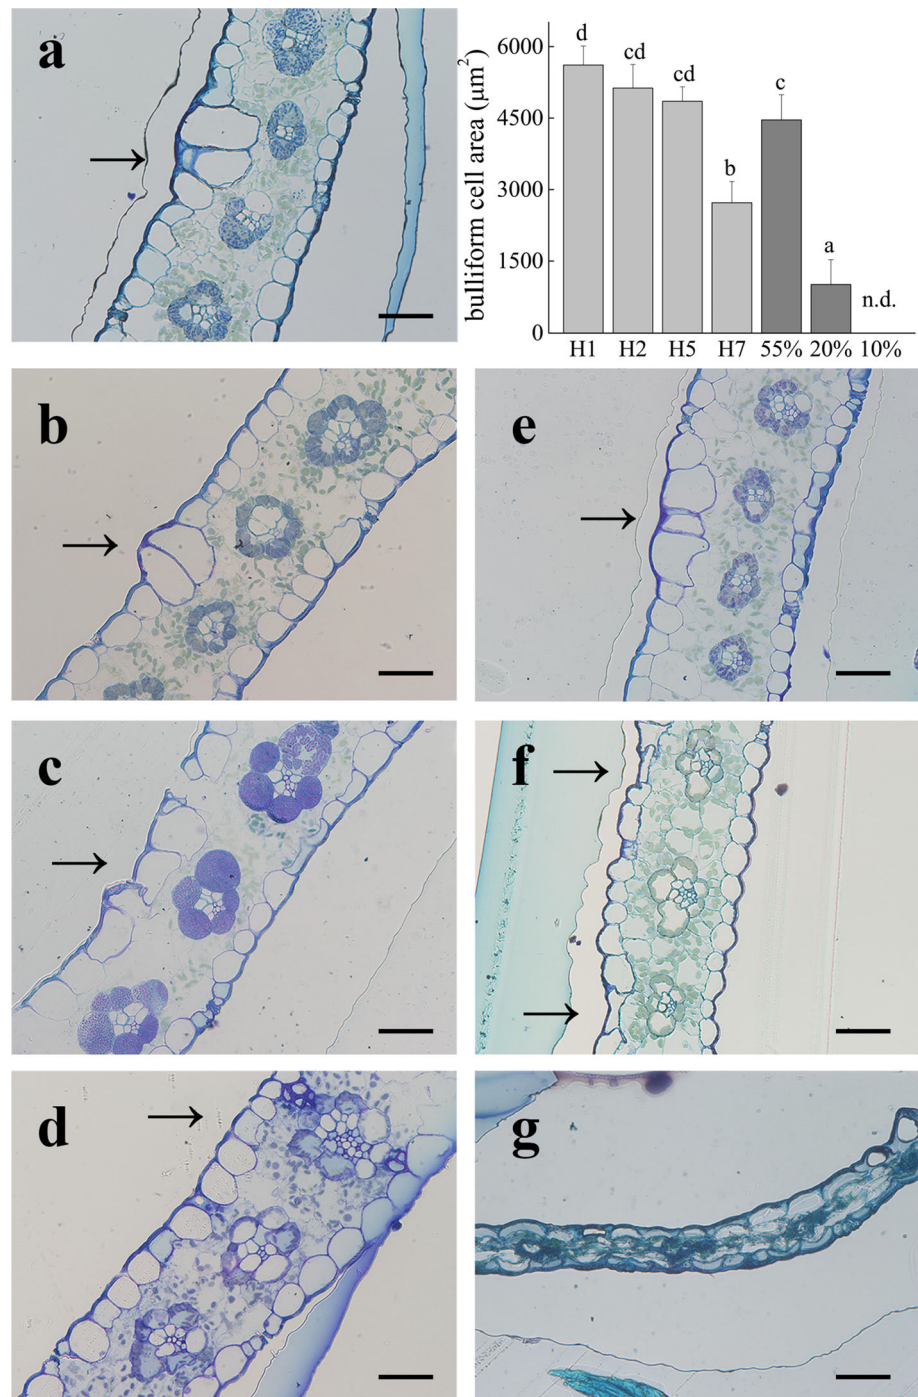 a
bulliform cell area (µm²)
6000
4500
3000
1500
0
d
cd
cd
b
c
a
n.d.
H1 H2 H5 H7 55% 20% 10%
b
e
c
f
d
g